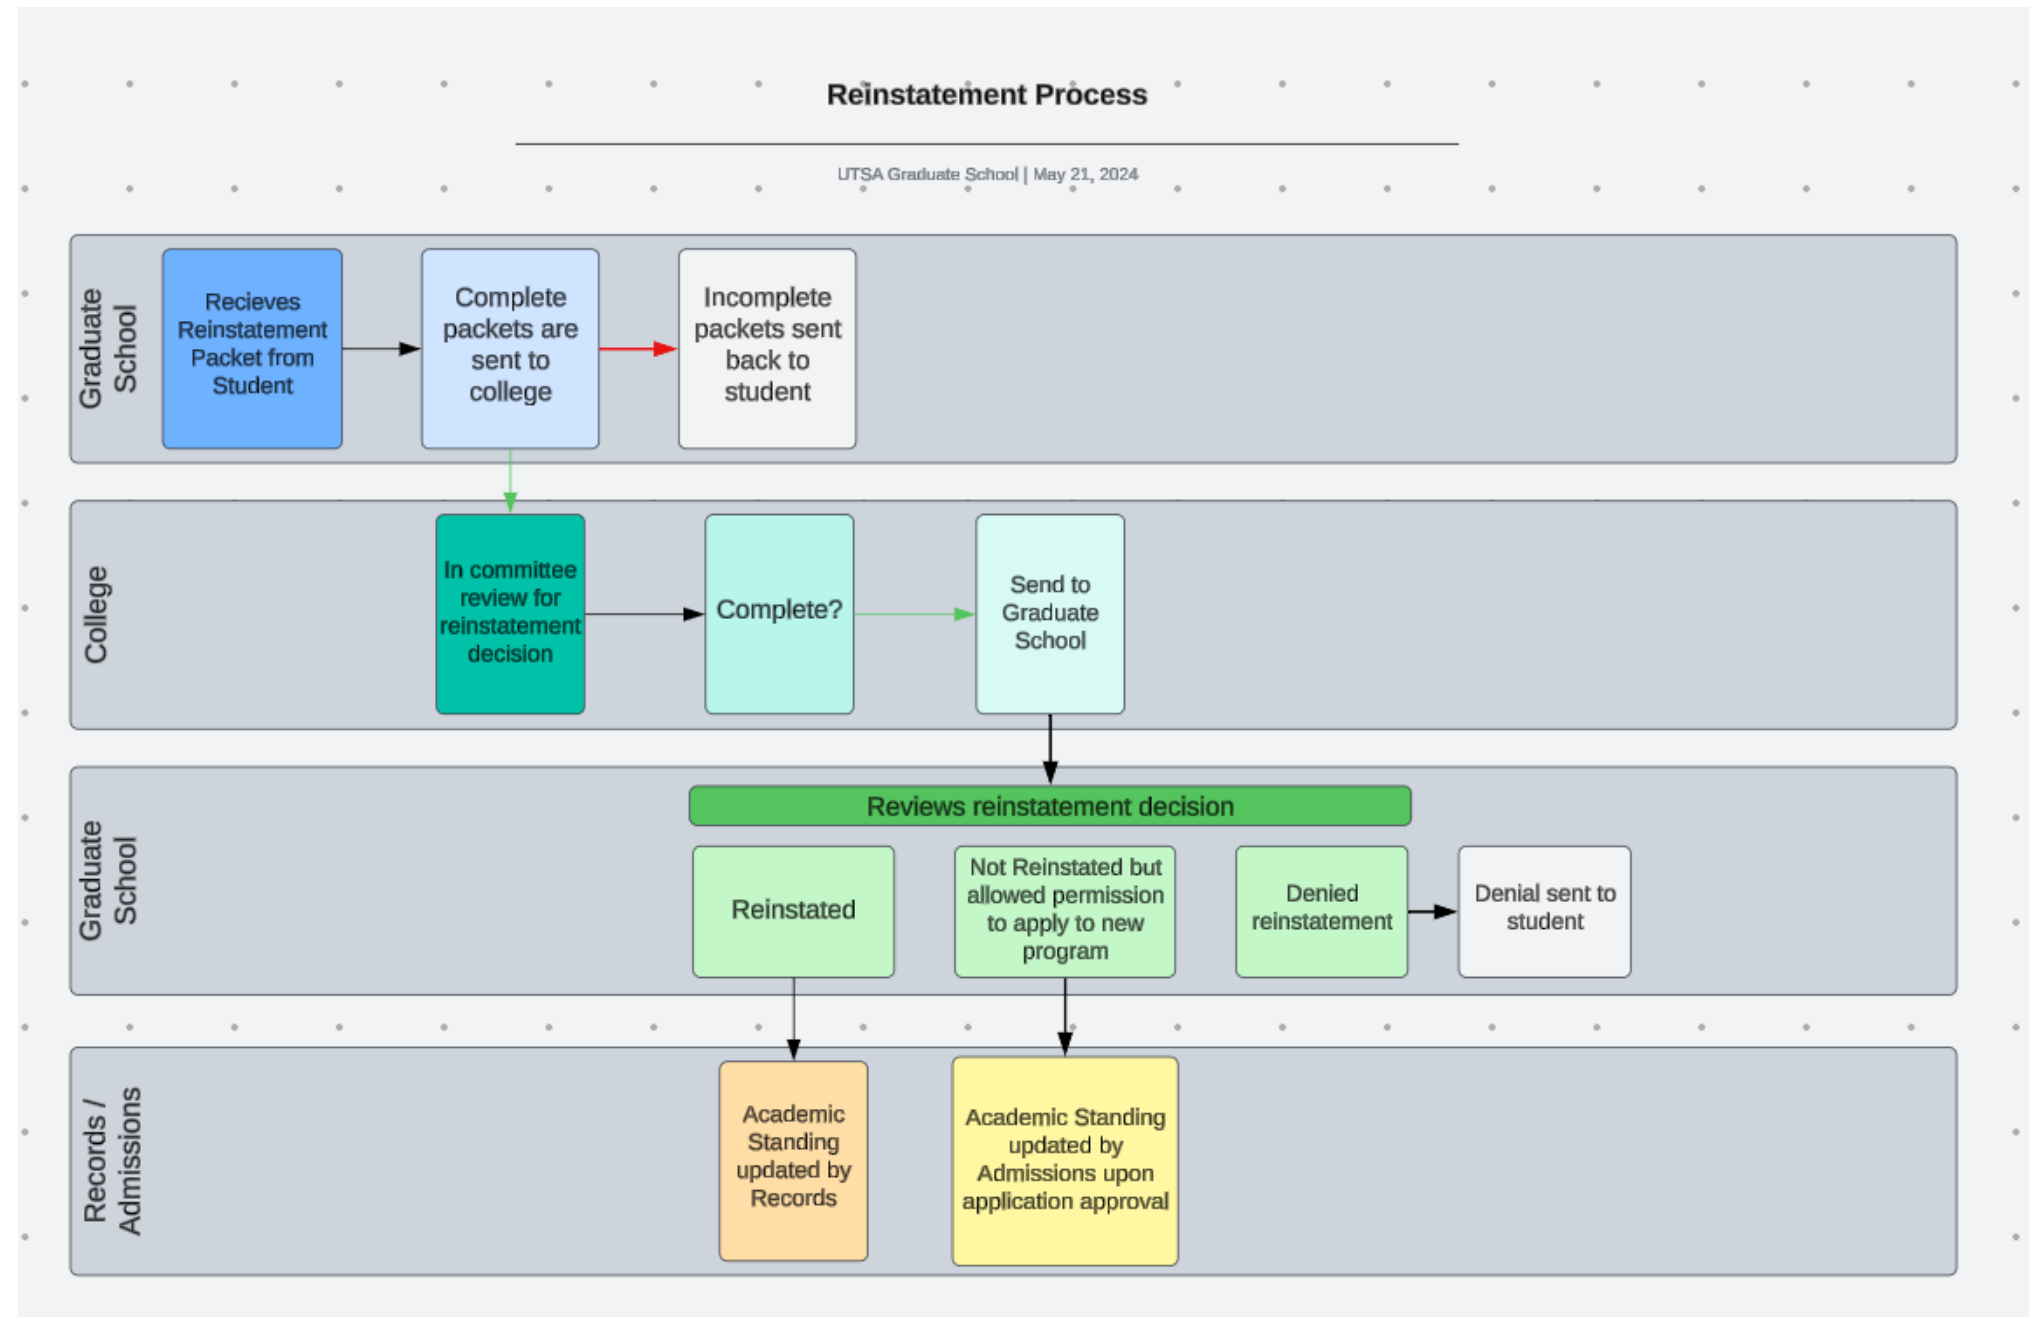 Reinstatement Process
UTSA Graduate School | May 21, 2024
Graduate
School
Recieves
Reinstatement
Packet from
Student
Complete
packets are
sent to
college
Incomplete
packets sent
back to
student
College
In committee
review for
reinstatement
decision
Complete?
Send to
Graduate
School
Graduate
School
Reviews reinstatement decision
Reinstated
Not Reinstated but
allowed permission
to apply to new
program
Denied
reinstatement
Denial sent to
student
Records /
Admissions
Academic
Standing
updated by
Records
Academic Standing
updated by
Admissions upon
application approval